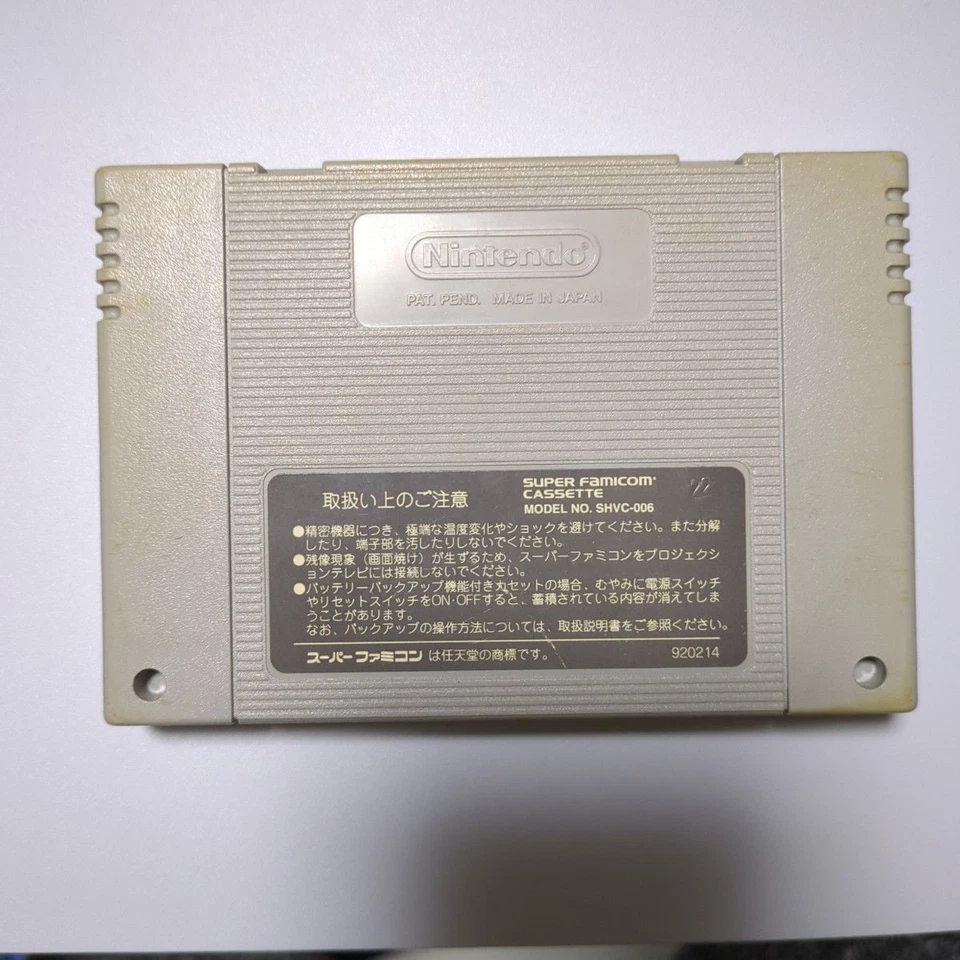 Nintendo®
PAT. PEND. MADE IN JAPAN
取扱い上のご注意
SUPER FAMICOM
CASSETTE
MODEL NO. SHVC-006
22
●精密機器につき、極端な温度変化やショックを避けてください。また分解
したり、端子部を汚したりしないでください。
●残像現象（画面焼け）が生ずるため、スーパーファミコンをプロジェクシ
ョンテレビには接続しないでください。
●バッテリーバックアップ機能付き丸セットの場合、むやみに電源スイッチ
やリセットスイッチをON·OFFすると、蓄積されている内容が消えてしま
うことがあります。
なお、バックアップの操作方法については、取扱説明書をご参照ください。
スーパーファミコン は任天堂の商標です。
920214